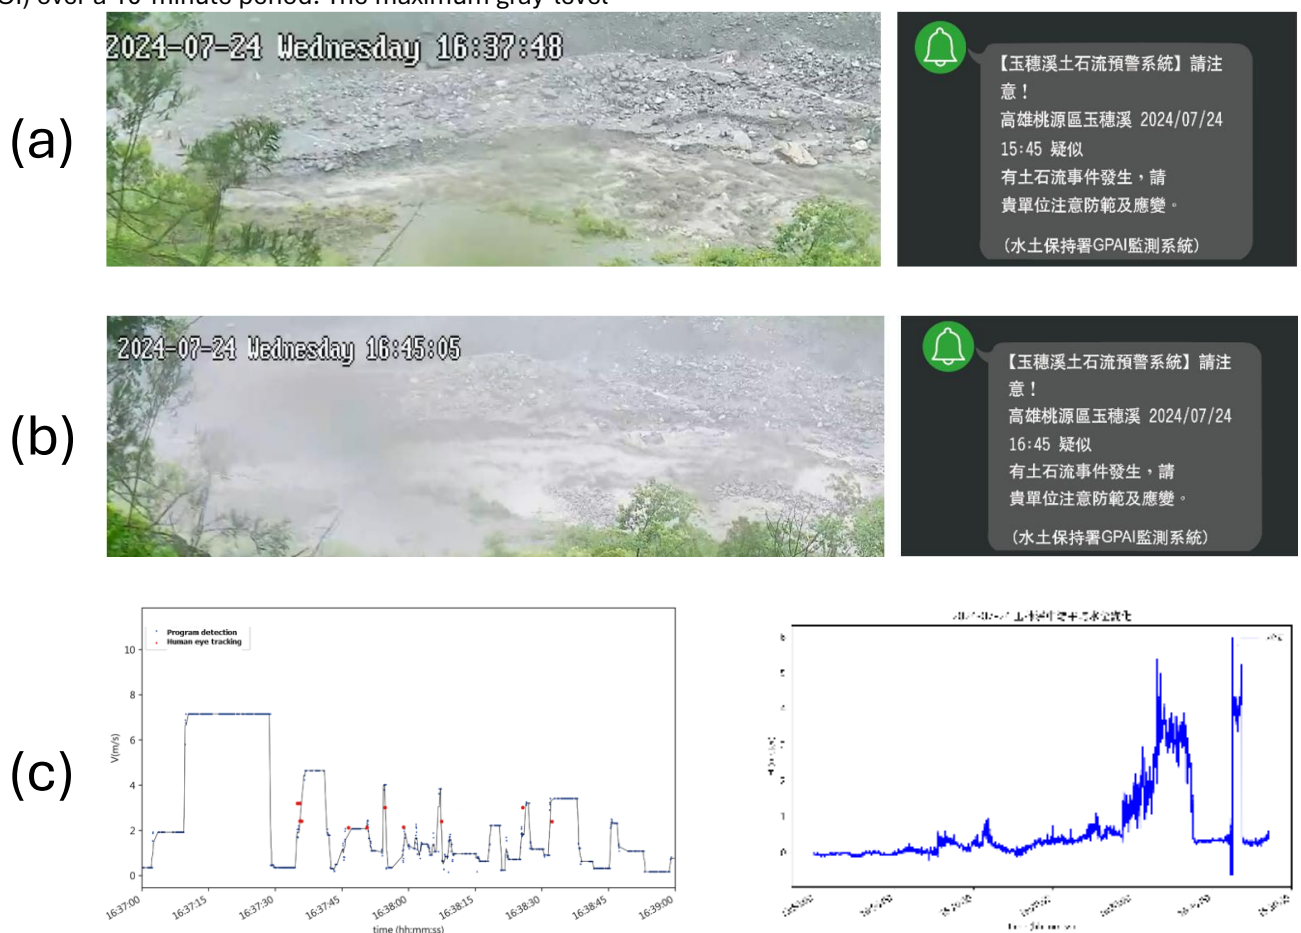 over a 10-minute period. The maximum gray-level
(a)
2024-07-24 Wednesday 16:37:48
【玉穗溪土石流預警系統】請注
意！
高雄桃源區玉穗溪 2024/07/24
15:45 疑似
有土石流事件發生，請
貴單位注意防範及應變。
(水土保持署GPAI監測系統)
(b)
2024-07-24 Wednesday 16:45:05
【玉穗溪土石流預警系統】請注
意！
高雄桃源區玉穗溪 2024/07/24
16:45 疑似
有土石流事件發生，請
貴單位注意防範及應變。
(水土保持署GPAI監測系統)
(c)
Program detection
Human eye tracking
V(m/s)
10
8
6
4
2
0
16:37:00
16:37:15
16:37:30
16:37:45
16:38:00
16:38:15
16:38:30
16:38:45
16:39:00
time (hh:mm:ss)